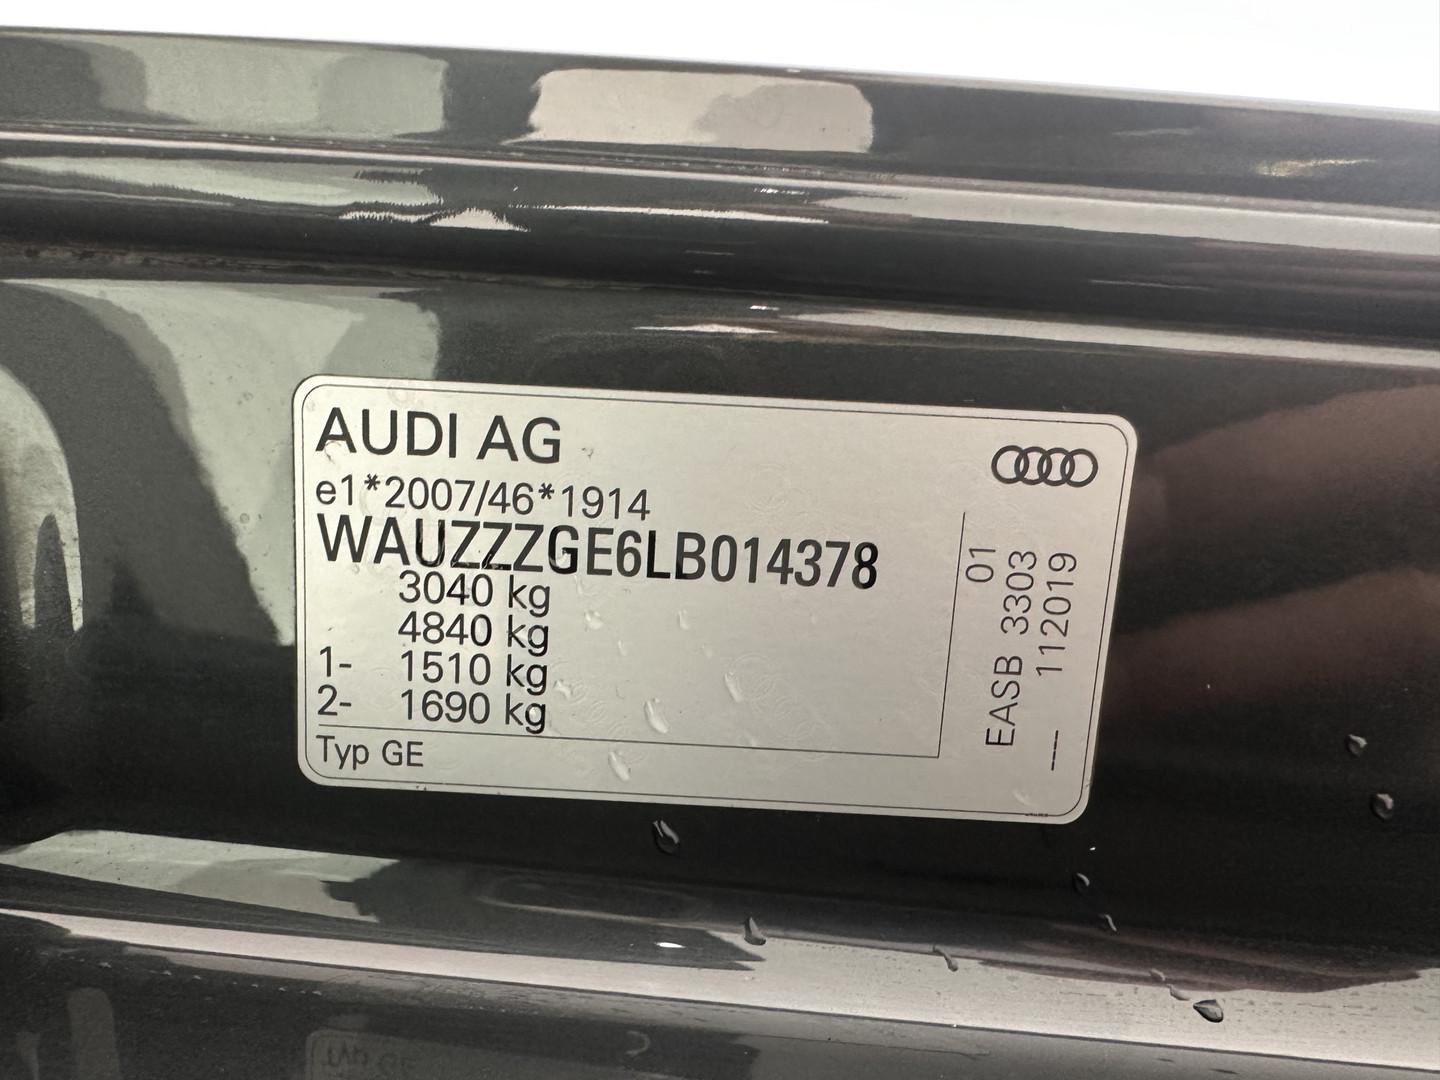 AUDI AG
e1*2007/46*1914
WAUZZZGE6LB014378
3040 kg
4840 kg
1- 1510 kg
2- 1690 kg
Typ GE
01
EASB 3303
--- 112019